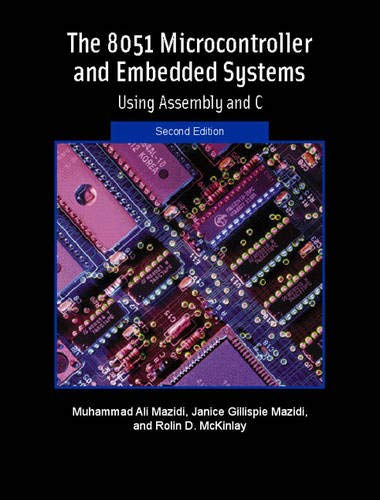 The 8051 Microcontroller
and Embedded Systems
Using Assembly and C
Second Edition
Muhammad Ali Mazidi, Janice Gillispie Mazidi,
and Rolin D. McKinlay